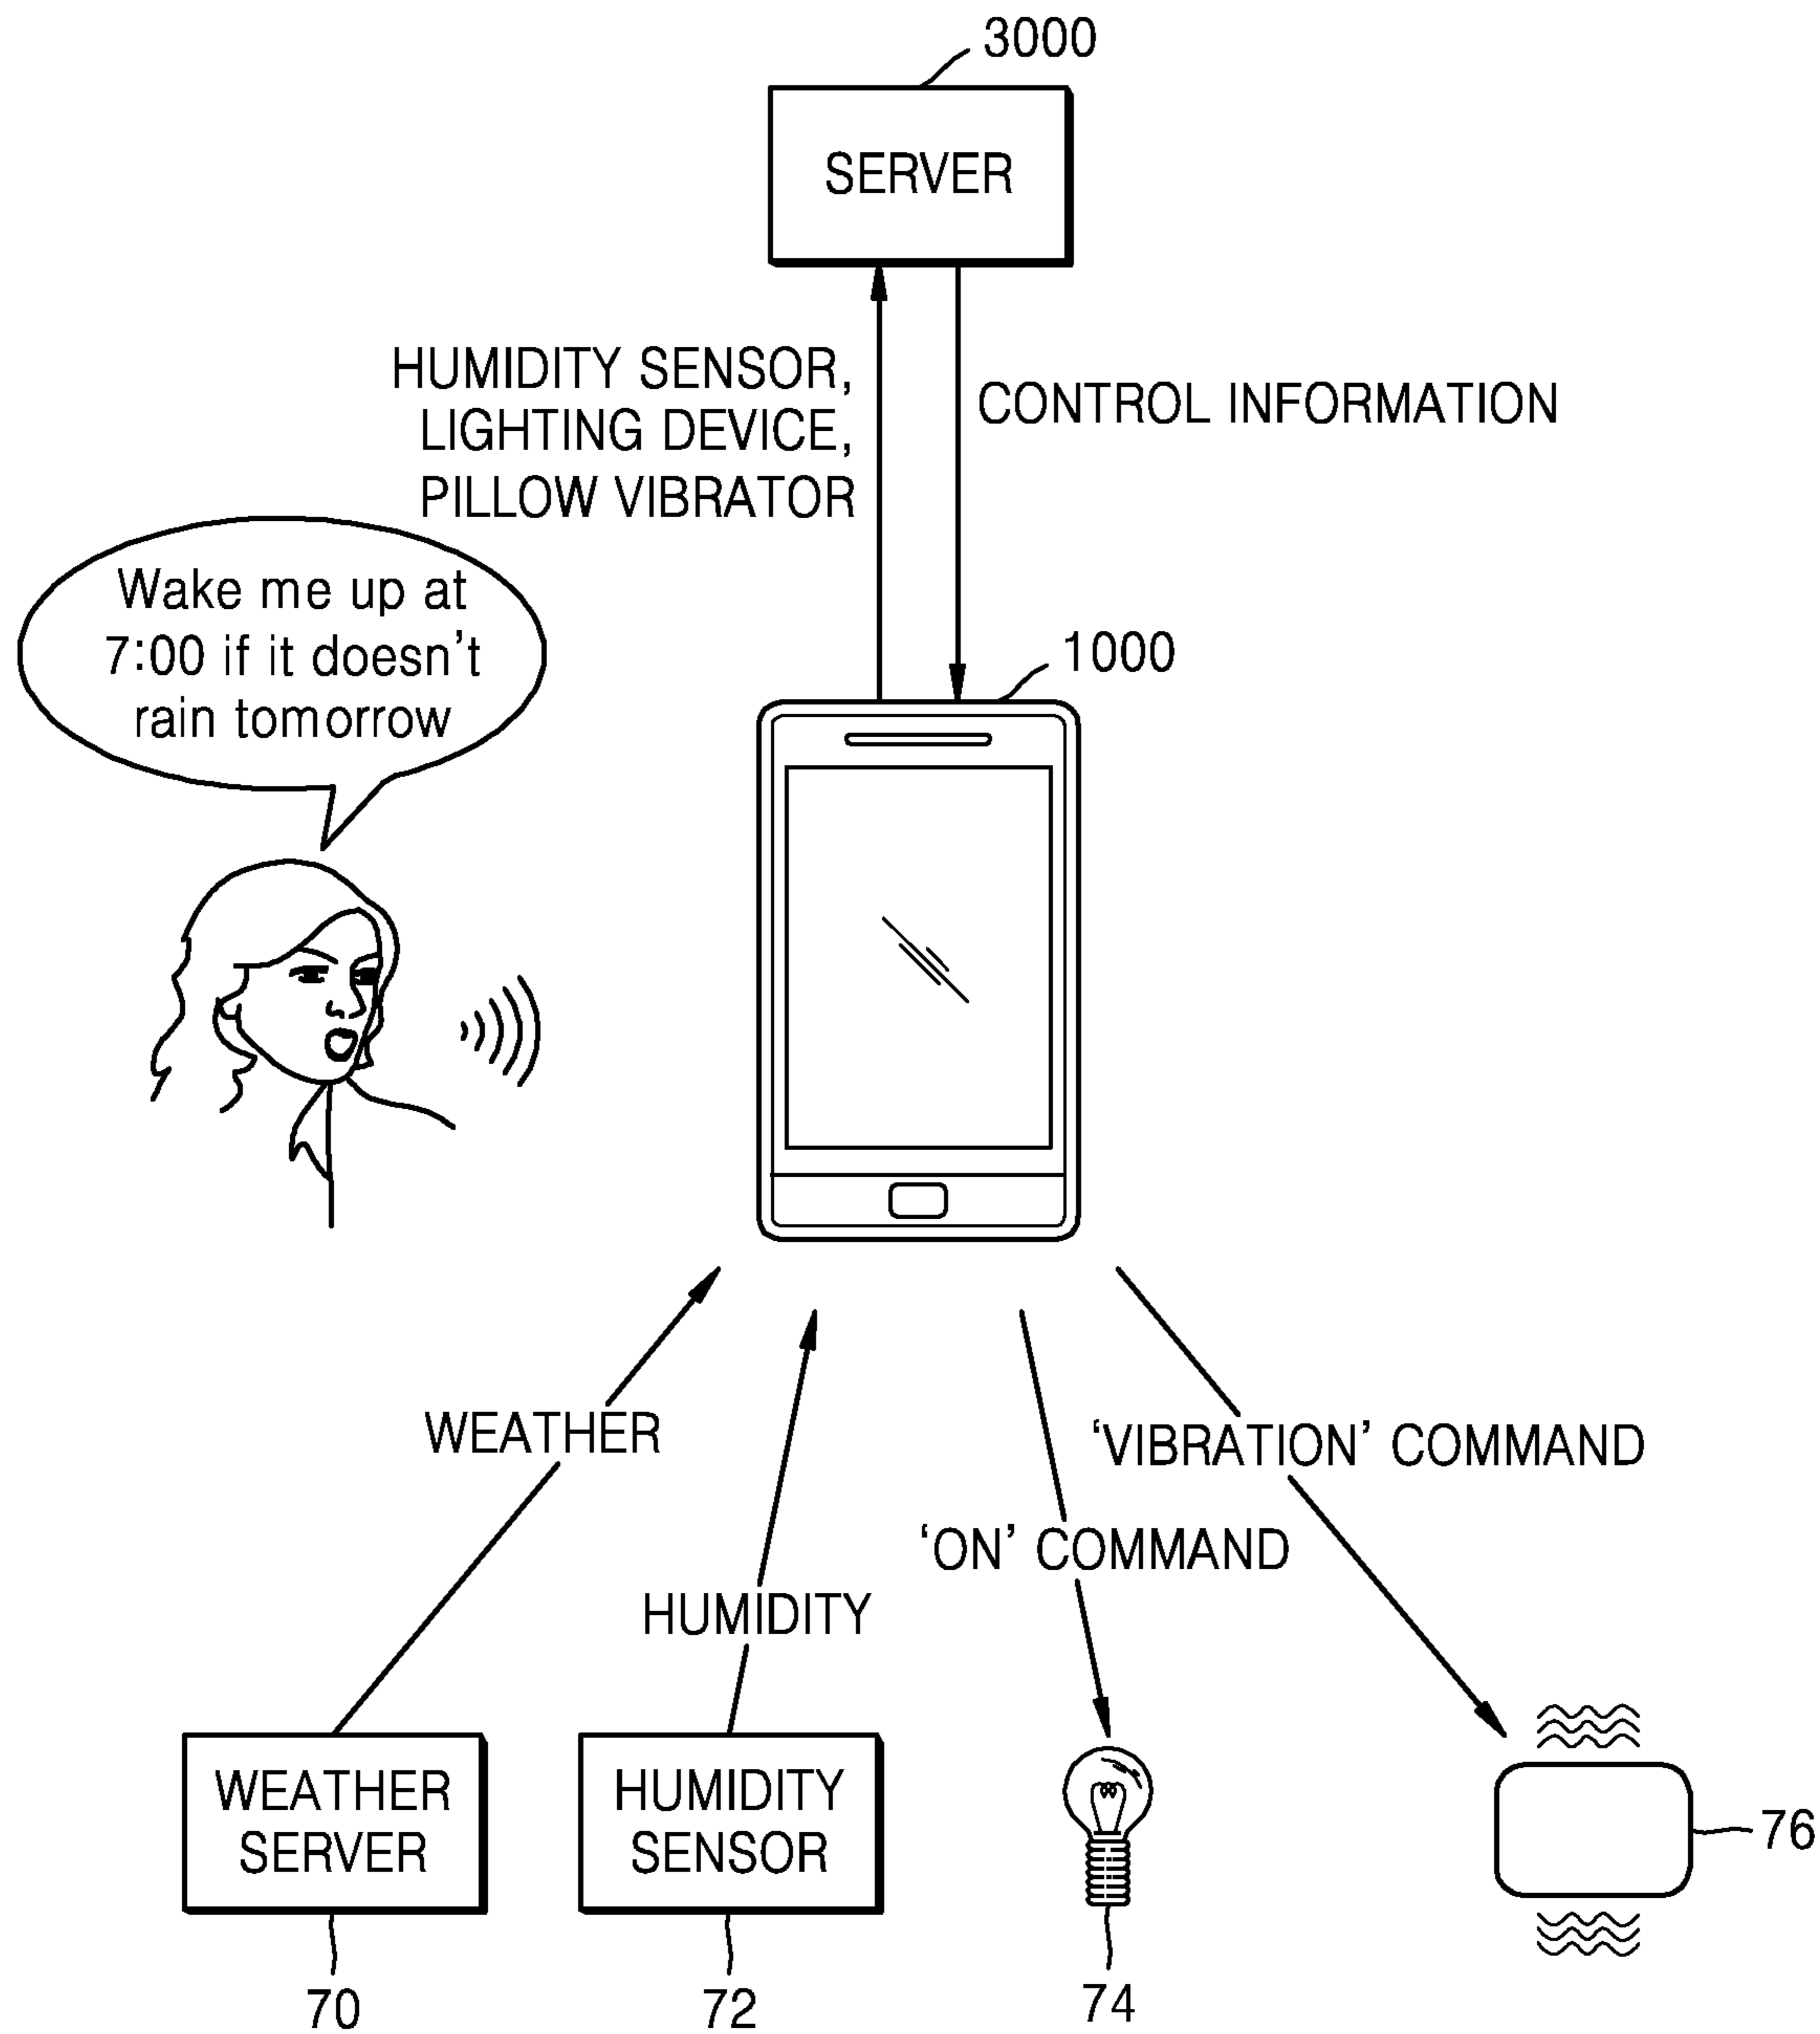 3000
SERVER
HUMIDITY SENSOR,
LIGHTING DEVICE,
PILLOW VIBRATOR
CONTROL INFORMATION
Wake me up at
7:00 if it doesn't
rain tomorrow
1000
WEATHER
'VIBRATION' COMMAND
'ON' COMMAND
HUMIDITY
WEATHER
SERVER
HUMIDITY
SENSOR
76
70
72
74